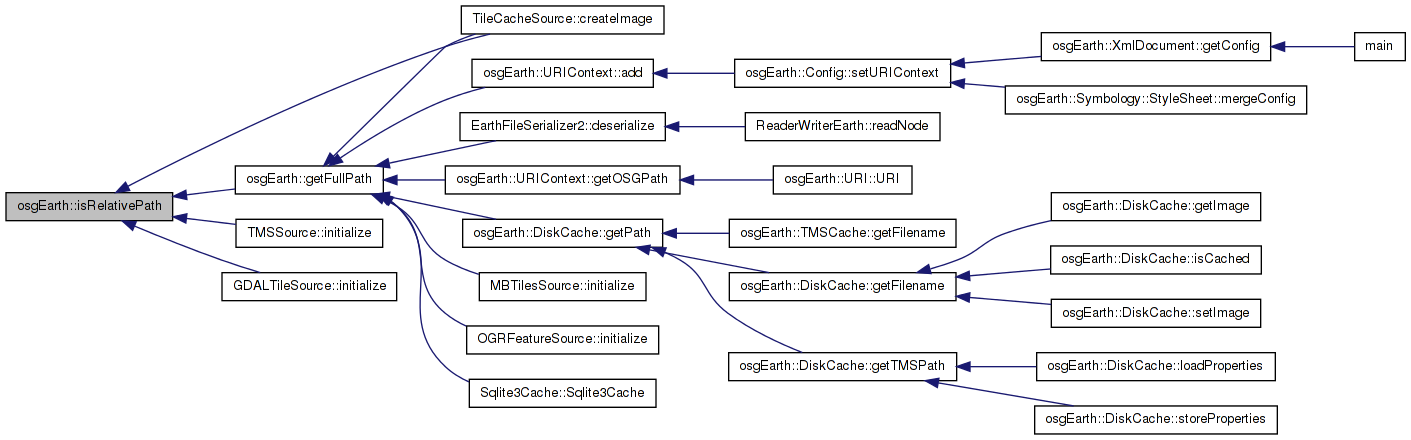 TileCacheSource::createImage
osgEarth::XmlDocument::getConfig
main
osgEarth::URIContext::add
osgEarth::Config::setURIContext
osgEarth::Symbology::StyleSheet::mergeConfig
EarthFileSerializer2::deserialize
ReaderWriterEarth::readNode
osgEarth::getFullPath
osgEarth::URIContext::getOSGPath
osgEarth::URI::URI
osgEarth::isRelativePath
osgEarth::DiskCache::getImage
TMSSource::initialize
osgEarth::DiskCache::getPath
osgEarth::TMSCache::getFilename
osgEarth::DiskCache::isCached
GDALTileSource::initialize
MBTilesSource::initialize
osgEarth::DiskCache::getFilename
osgEarth::DiskCache::setImage
OGRFeatureSource::initialize
osgEarth::DiskCache::getTMSPath
osgEarth::DiskCache::loadProperties
Sqlite3Cache::Sqlite3Cache
osgEarth::DiskCache::storeProperties